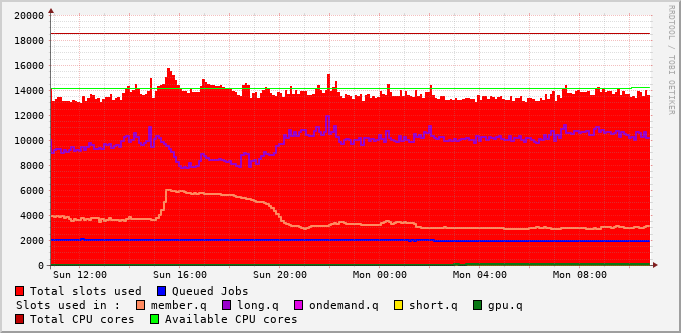 20000
18000
16000
14000
12000
10000
8000
6000
4000
2000
0
Sun 12:00 Sun 16:00 Sun 20:00 Mon 00:00 Mon 04:00 Mon 08:00
Total slots used Queued Jobs
Slots used in : member.q long.q ondemand.q short.q gpu.q
Total CPU cores Available CPU cores
RRDTOOL / TOBI OETIKER